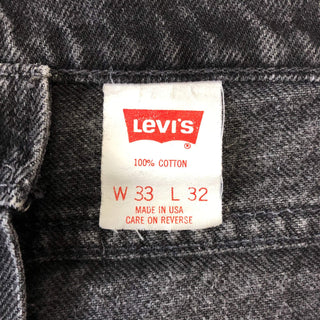 Levi's ®
100% COTTON
W 33 L 32
MADE IN USA
CARE ON REVERSE